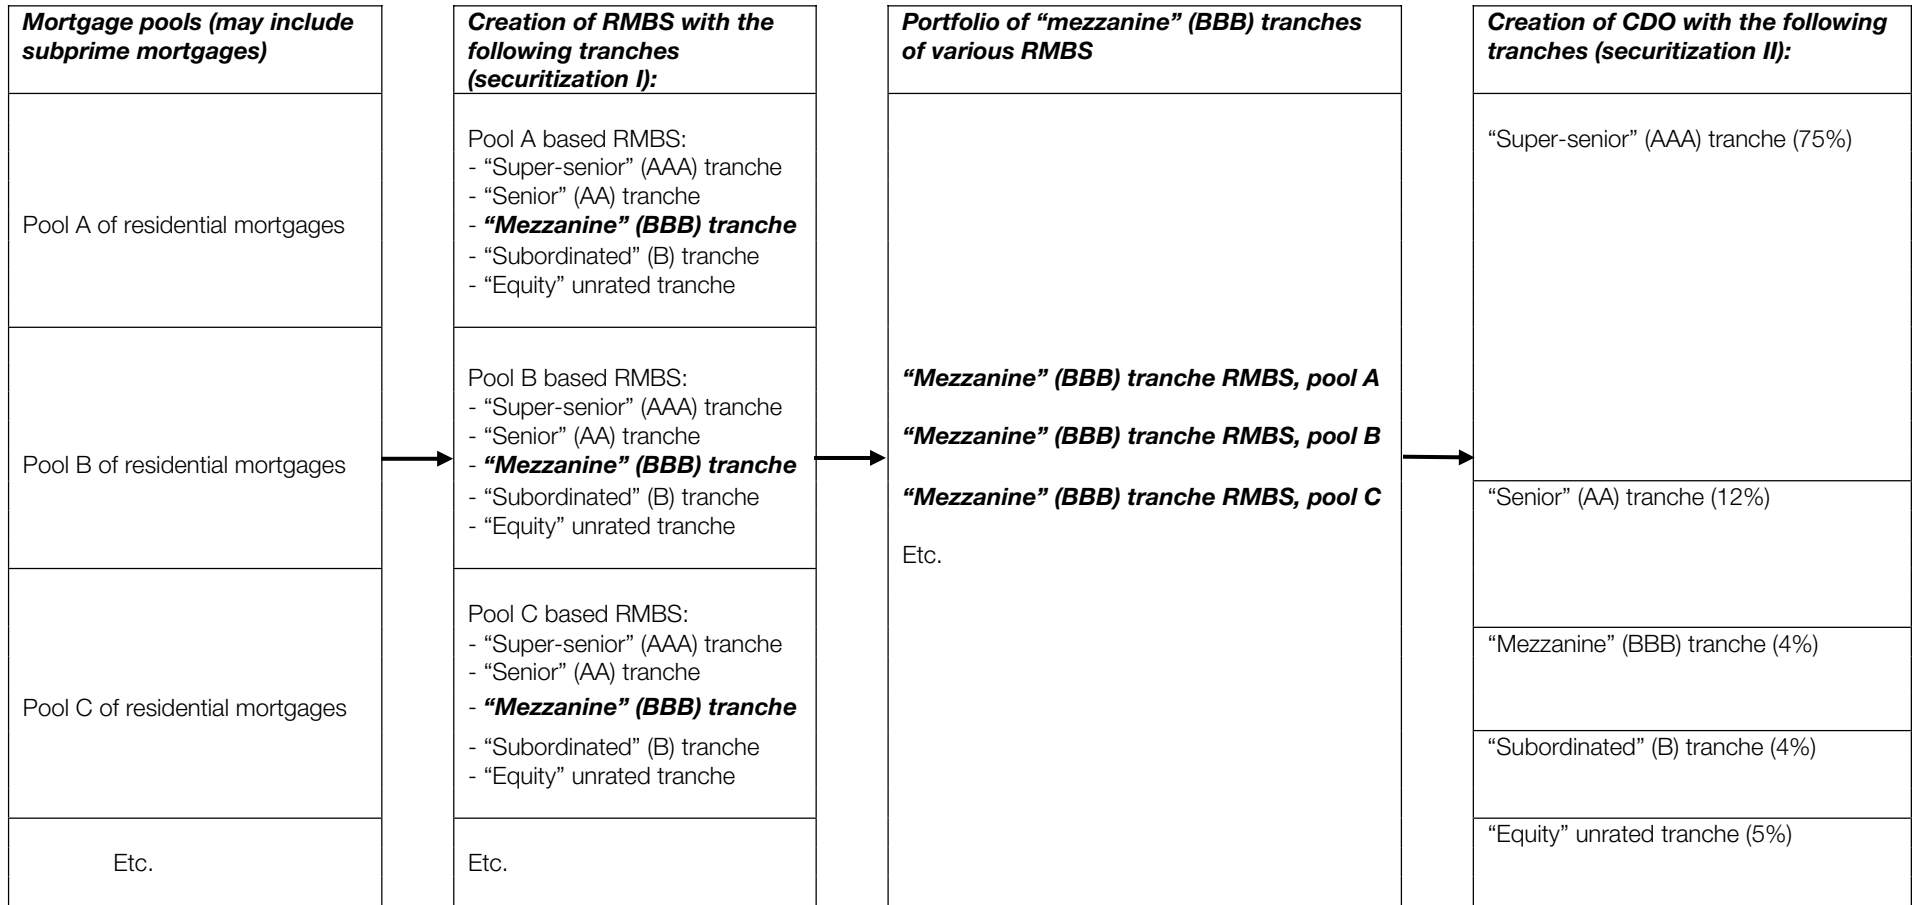 Mortgage pools (may include
subprime mortgages)
Creation of RMBS with the
following tranches
(securitization I):
Portfolio of “mezzanine” (BBB) tranches
of various RMBS
Creation of CDO with the following
tranches (securitization II):
Pool A of residential mortgages
Pool A based RMBS:
- “Super-senior” (AAA) tranche
- “Senior” (AA) tranche
- “Mezzanine” (BBB) tranche
- “Subordinated” (B) tranche
- “Equity” unrated tranche
Pool B of residential mortgages
Pool B based RMBS:
- “Super-senior” (AAA) tranche
- “Senior” (AA) tranche
- “Mezzanine” (BBB) tranche
- “Subordinated” (B) tranche
- “Equity” unrated tranche
Pool C of residential mortgages
Pool C based RMBS:
- “Super-senior” (AAA) tranche
- “Senior” (AA) tranche
- “Mezzanine” (BBB) tranche
- “Subordinated” (B) tranche
- “Equity” unrated tranche
Etc.
Etc.
“Mezzanine” (BBB) tranche RMBS, pool A
“Mezzanine” (BBB) tranche RMBS, pool B
“Mezzanine” (BBB) tranche RMBS, pool C
Etc.
“Super-senior” (AAA) tranche (75%)
“Senior” (AA) tranche (12%)
“Mezzanine” (BBB) tranche (4%)
“Subordinated” (B) tranche (4%)
“Equity” unrated tranche (5%)